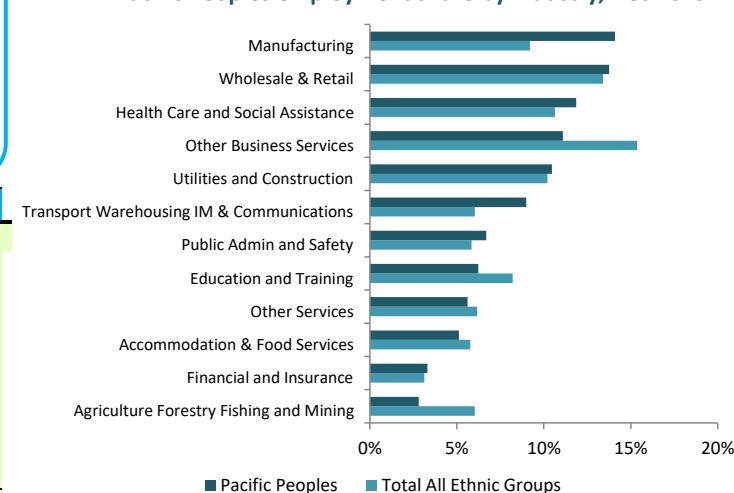 Manufacturing
Wholesale & Retail
Health Care and Social Assistance
Other Business Services
Utilities and Construction
Transport Warehousing IM & Communications
Public Admin and Safety
Education and Training
Other Services
Accommodation & Food Services
Financial and Insurance
Agriculture Forestry Fishing and Mining
0% 5% 10% 15% 20%
Pacific Peoples Total All Ethnic Groups